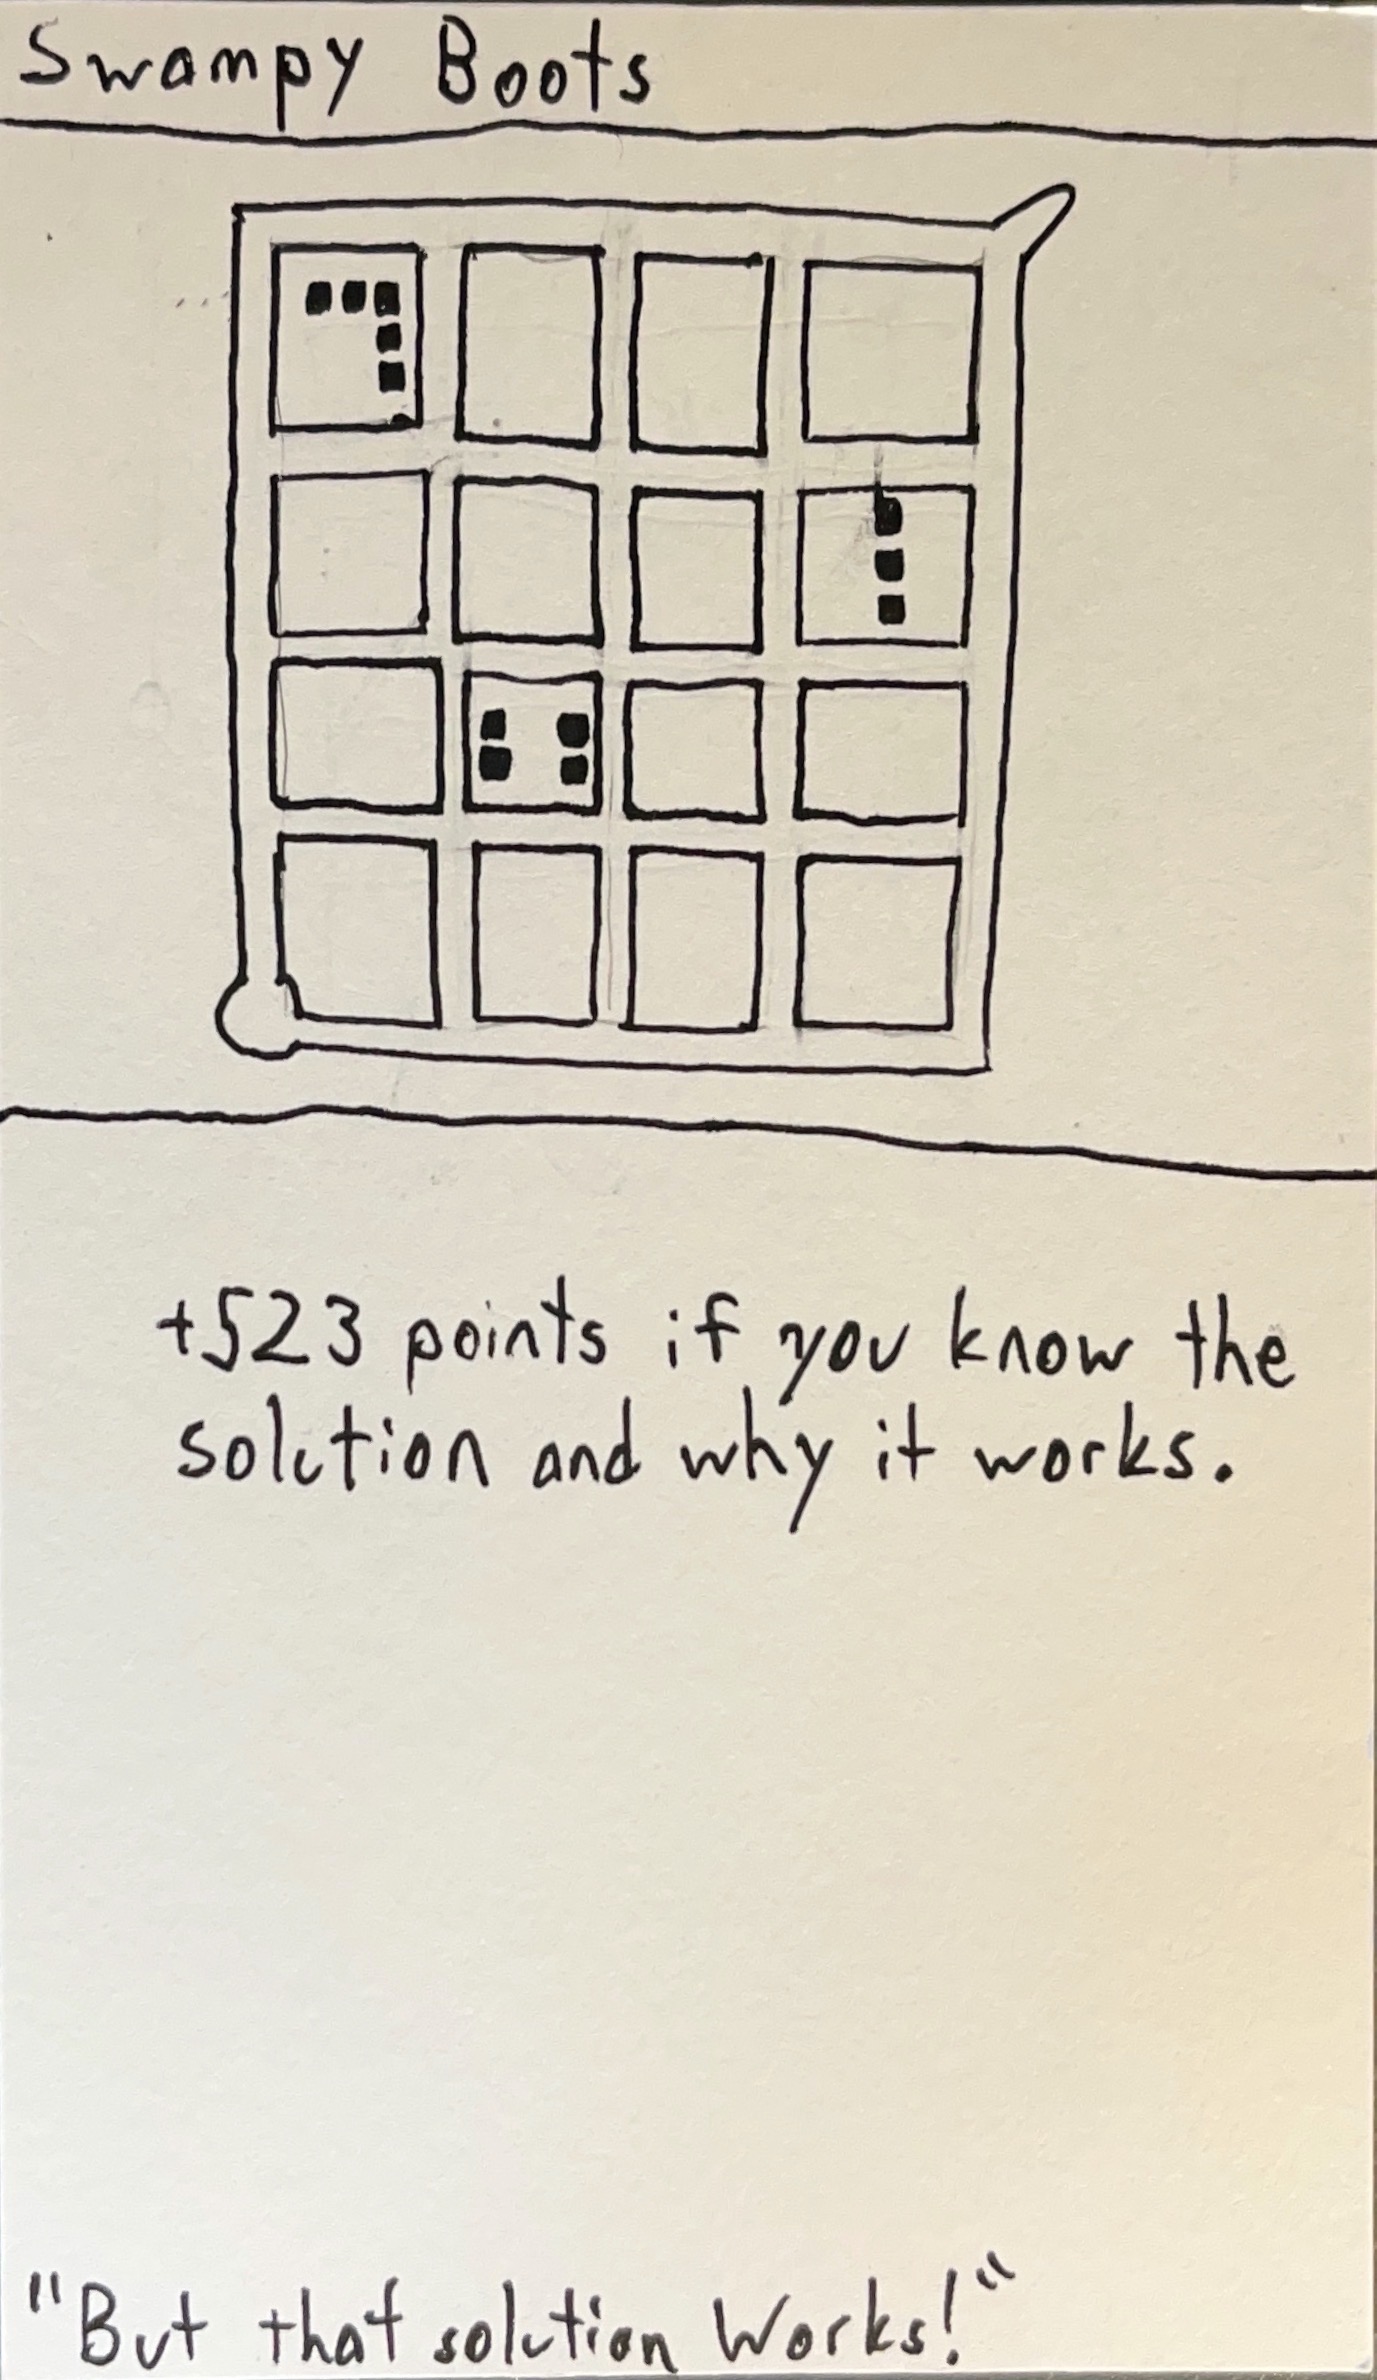 Swampy Boots
+523 points if you know the
solution and why it works.
"But that solution Works!"